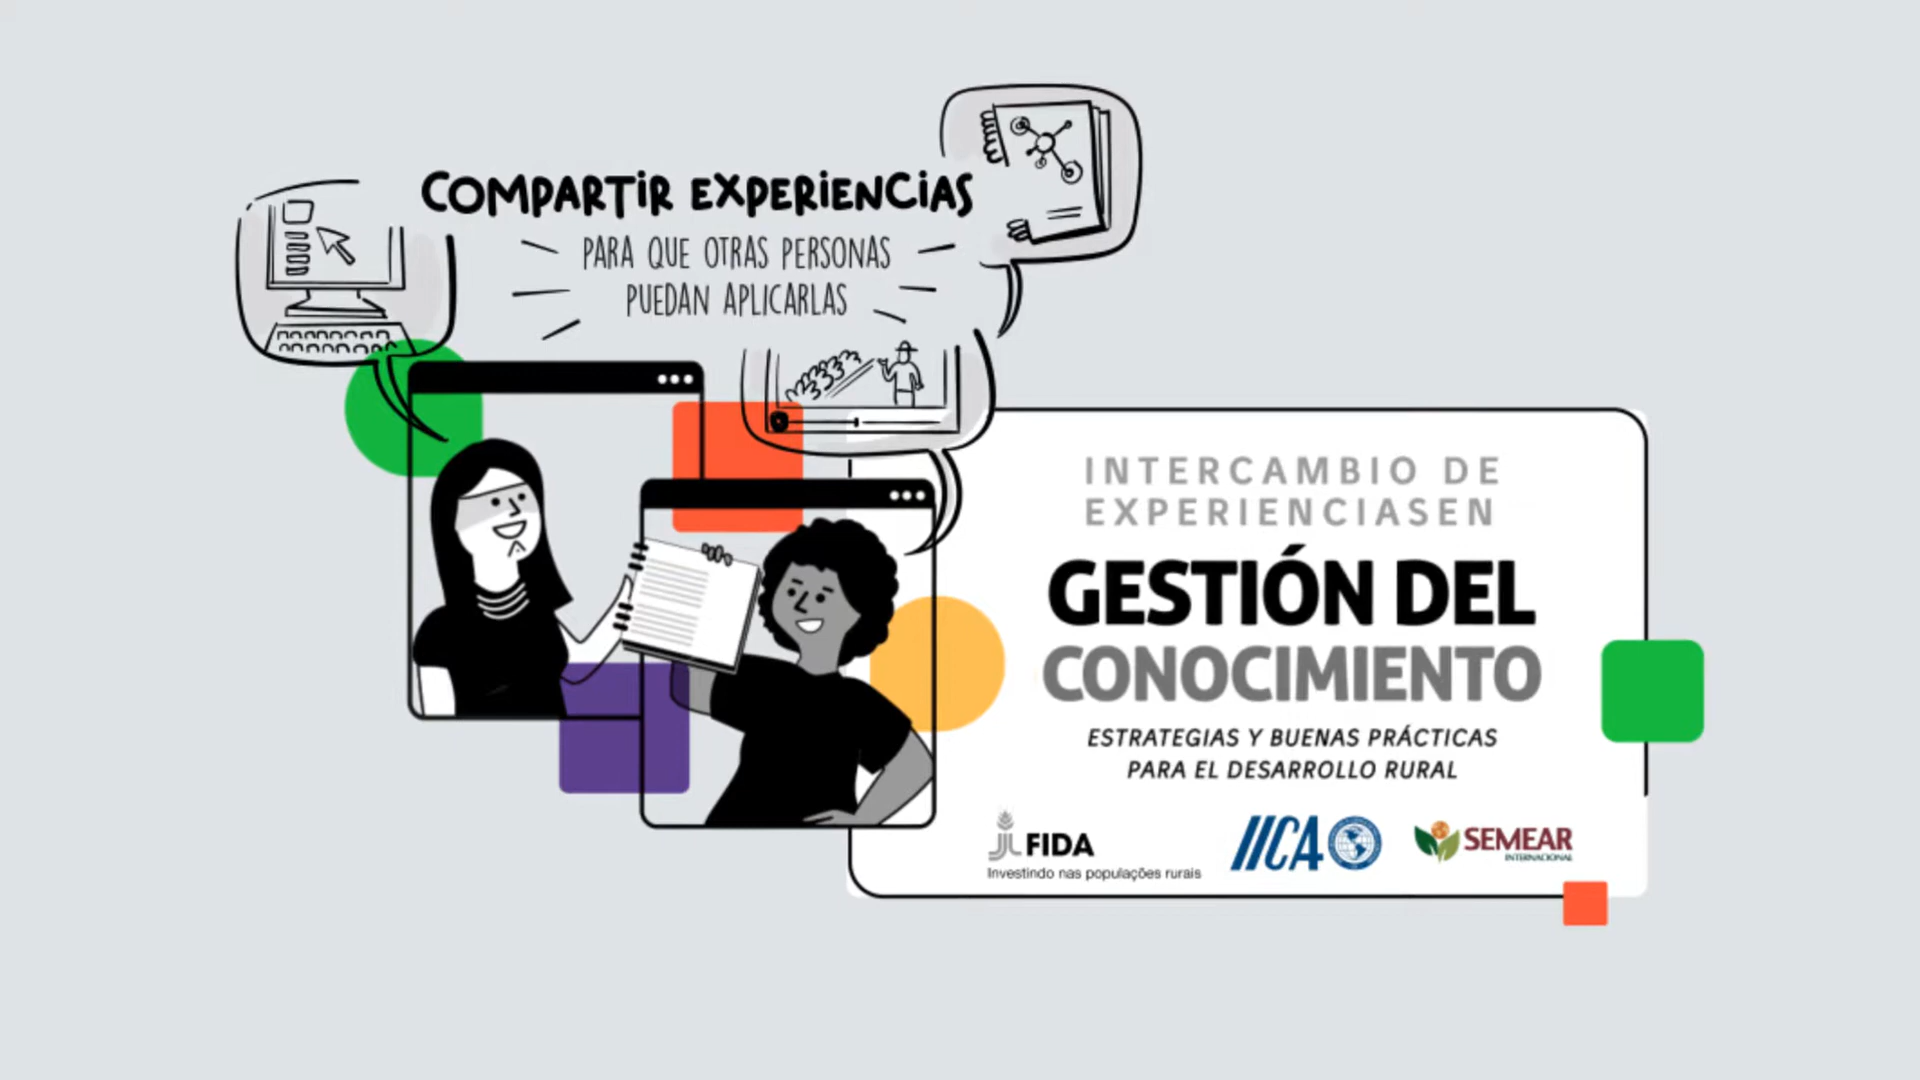 COMPARTIR EXPERIENCIAS
PARA QUE OTRAS PERSONAS
PUEDAN APLICARLAS
INTERCAMBIO DE
EXPERIENCIASEN
GESTIÓN DEL
CONOCIMIENTO
ESTRATEGIAS Y BUENAS PRÁCTICAS
PARA EL DESARROLLO RURAL
FIDA
Investindo nas populações rurais
IICA
SEMEAR
INTERNACIONAL